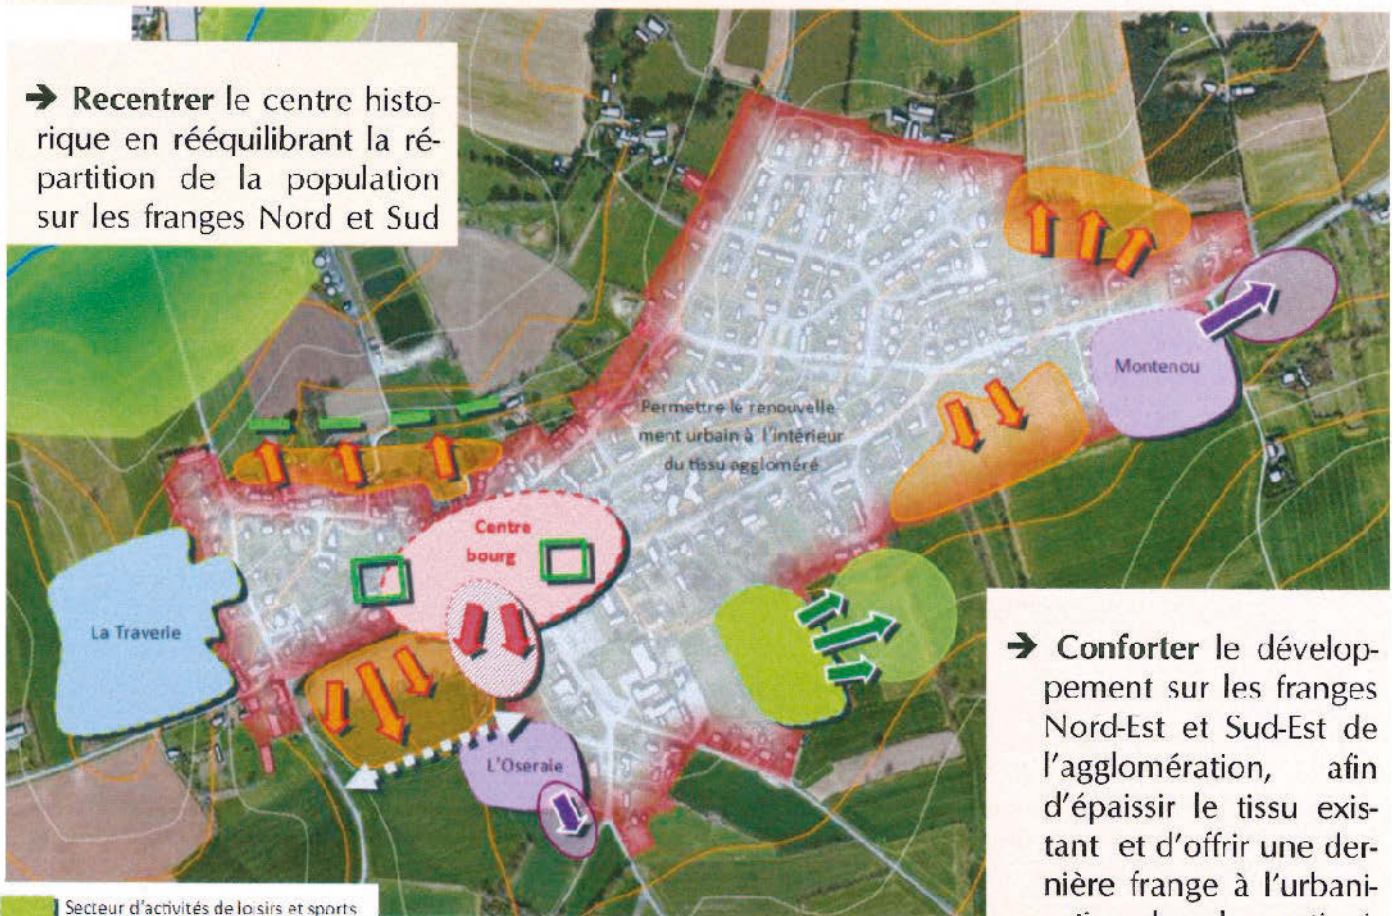 ➔ Recentrer le centre histo-
rique en rééquilibrant la ré-
partition de la population
sur les franges Nord et Sud
Montenou
Permettre le renouvelle
ment urbain à l'intérieur
du tissu aggloméré
Centre
bourg
La Traverie
L'Oseraie
➔ Conforter le dévelop-
pement sur les franges
Nord-Est et Sud-Est de
l'agglomération, afin
d'épaissir le tissu exis-
tant et d'offrir une der-
nière frange à l'urbani-
Secteur d'activités de loisirs et sports